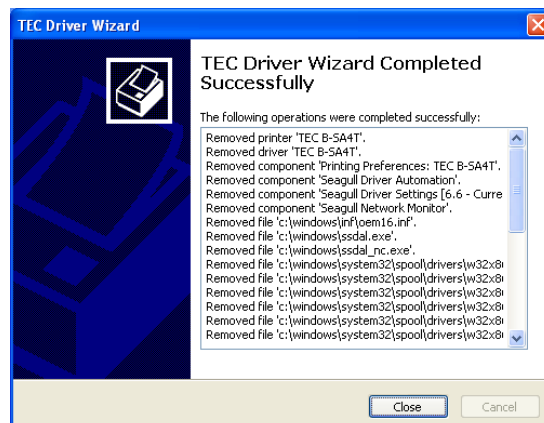 TEC Driver Wizard
TEC Driver Wizard Completed
Successfully
The following operations were completed successfully:
Removed printer 'TEC B-SA4T'.
Removed driver 'TEC B-SA4T'.
Removed component 'Printing Preferences: TEC B-SA4T'.
Removed component 'Seagull Driver Automation'.
Removed component 'Seagull Driver Settings [6.6 - Curre
Removed component 'Seagull Network Monitor'.
Removed file 'c:\windows\inf\oem16.inf'.
Removed file 'c:\windows\ssdal.exe'.
Removed file 'c:\windows\ssdal_nc.exe'.
Removed file 'c:\windows\system32\spool\drivers\w32x8
Removed file 'c:\windows\system32\spool\drivers\w32x8
Removed file 'c:\windows\system32\spool\drivers\w32x8
Removed file 'c:\windows\system32\spool\drivers\w32x8
Removed file 'c:\windows\system32\spool\drivers\w32x8
Removed file 'c:\windows\system32\spool\drivers\w32x8
Close
Cancel